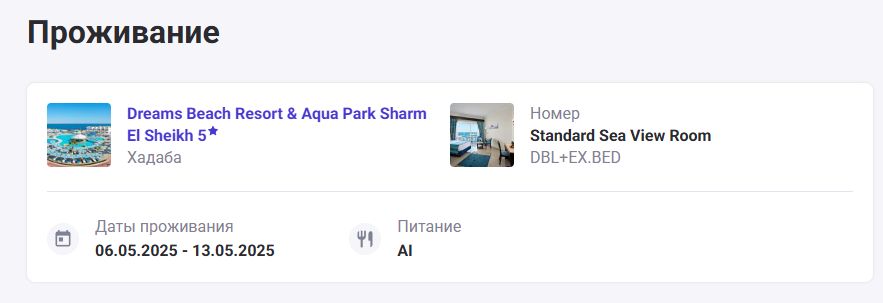 Проживание
Dreams Beach Resort & Aqua Park Sharm
El Sheikh 5★
Хадаба
Номер
Standard Sea View Room
DBL+EX.BED
Даты проживания
06.05.2025 - 13.05.2025
Питание
AI